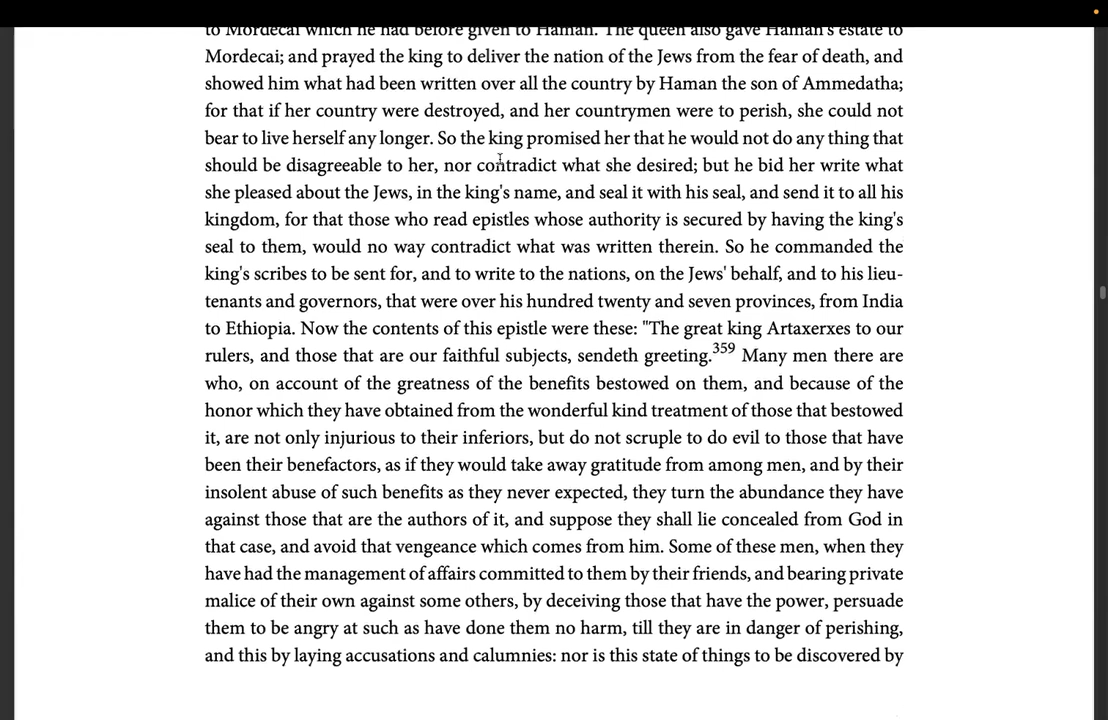 to Mordecai which he had before given to Haman. The queen also gave Haman's estate to
Mordecai; and prayed the king to deliver the nation of the Jews from the fear of death, and
showed him what had been written over all the country by Haman the son of Ammedatha;
for that if her country were destroyed, and her countrymen were to perish, she could not
bear to live herself any longer. So the king promised her that he would not do any thing that
should be disagreeable to her, nor contradict what she desired; but he bid her write what
she pleased about the Jews, in the king's name, and seal it with his seal, and send it to all his
kingdom, for that those who read epistles whose authority is secured by having the king's
seal to them, would no way contradict what was written therein. So he commanded the
king's scribes to be sent for, and to write to the nations, on the Jews' behalf, and to his lieu-
tenants and governors, that were over his hundred twenty and seven provinces, from India
to Ethiopia. Now the contents of this epistle were these: "The great king Artaxerxes to our
rulers, and those that are our faithful subjects, sendeth greeting.359 Many men there are
who, on account of the greatness of the benefits bestowed on them, and because of the
honor which they have obtained from the wonderful kind treatment of those that bestowed
it, are not only injurious to their inferiors, but do not scruple to do evil to those that have
been their benefactors, as if they would take away gratitude from among men, and by their
insolent abuse of such benefits as they never expected, they turn the abundance they have
against those that are the authors of it, and suppose they shall lie concealed from God in
that case, and avoid that vengeance which comes from him. Some of these men, when they
have had the management of affairs committed to them by their friends, and bearing private
malice of their own against some others, by deceiving those that have the power, persuade
them to be angry at such as have done them no harm, till they are in danger of perishing,
and this by laying accusations and calumnies: nor is this state of things to be discovered by